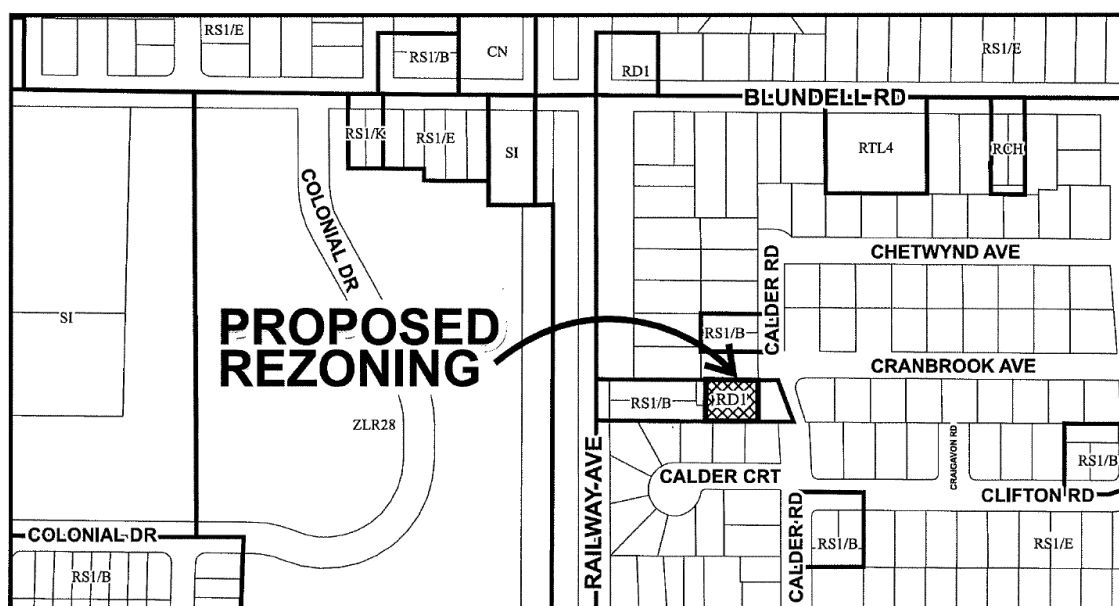 RS1/E
RS1/B
CN
RD1
RS1/E
BLUNDELL RD
RS1/K
RS1/E
SI
RTL4
RCH
COLONIAL DR
CHETWYND AVE
CALDER RD
SI
PROPOSED
REZONING
RS1/B
CRANBROOK AVE
RS1/B
RD1
ZLR28
CRAIGAVON RD
RS1/B
CALDER CRT
CLIFTON RD
RAILWAY AVE
CALDER RD
COLONIAL DR
RS1/B
RS1/B
RS1/E